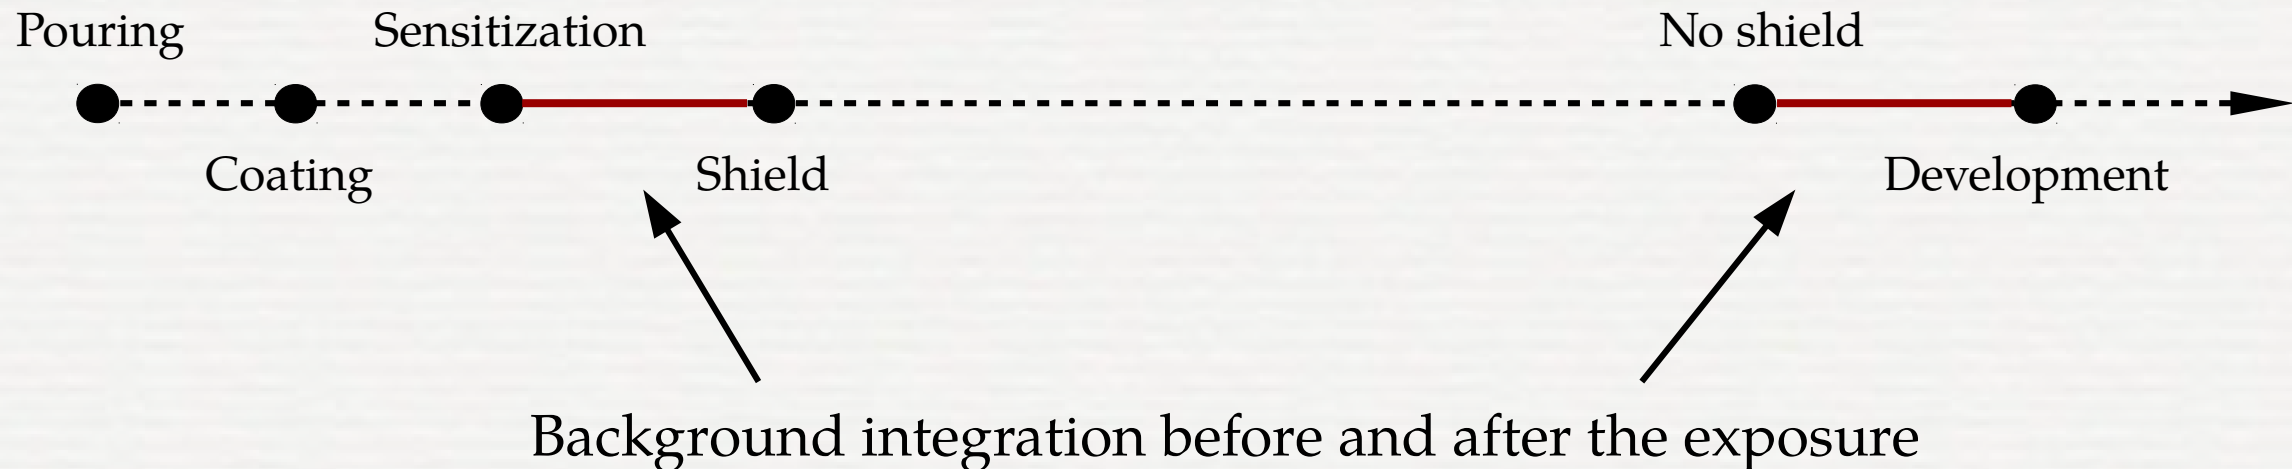 Pouring
Sensitization
No shield
Coating
Shield
Development
Background integration before and after the exposure